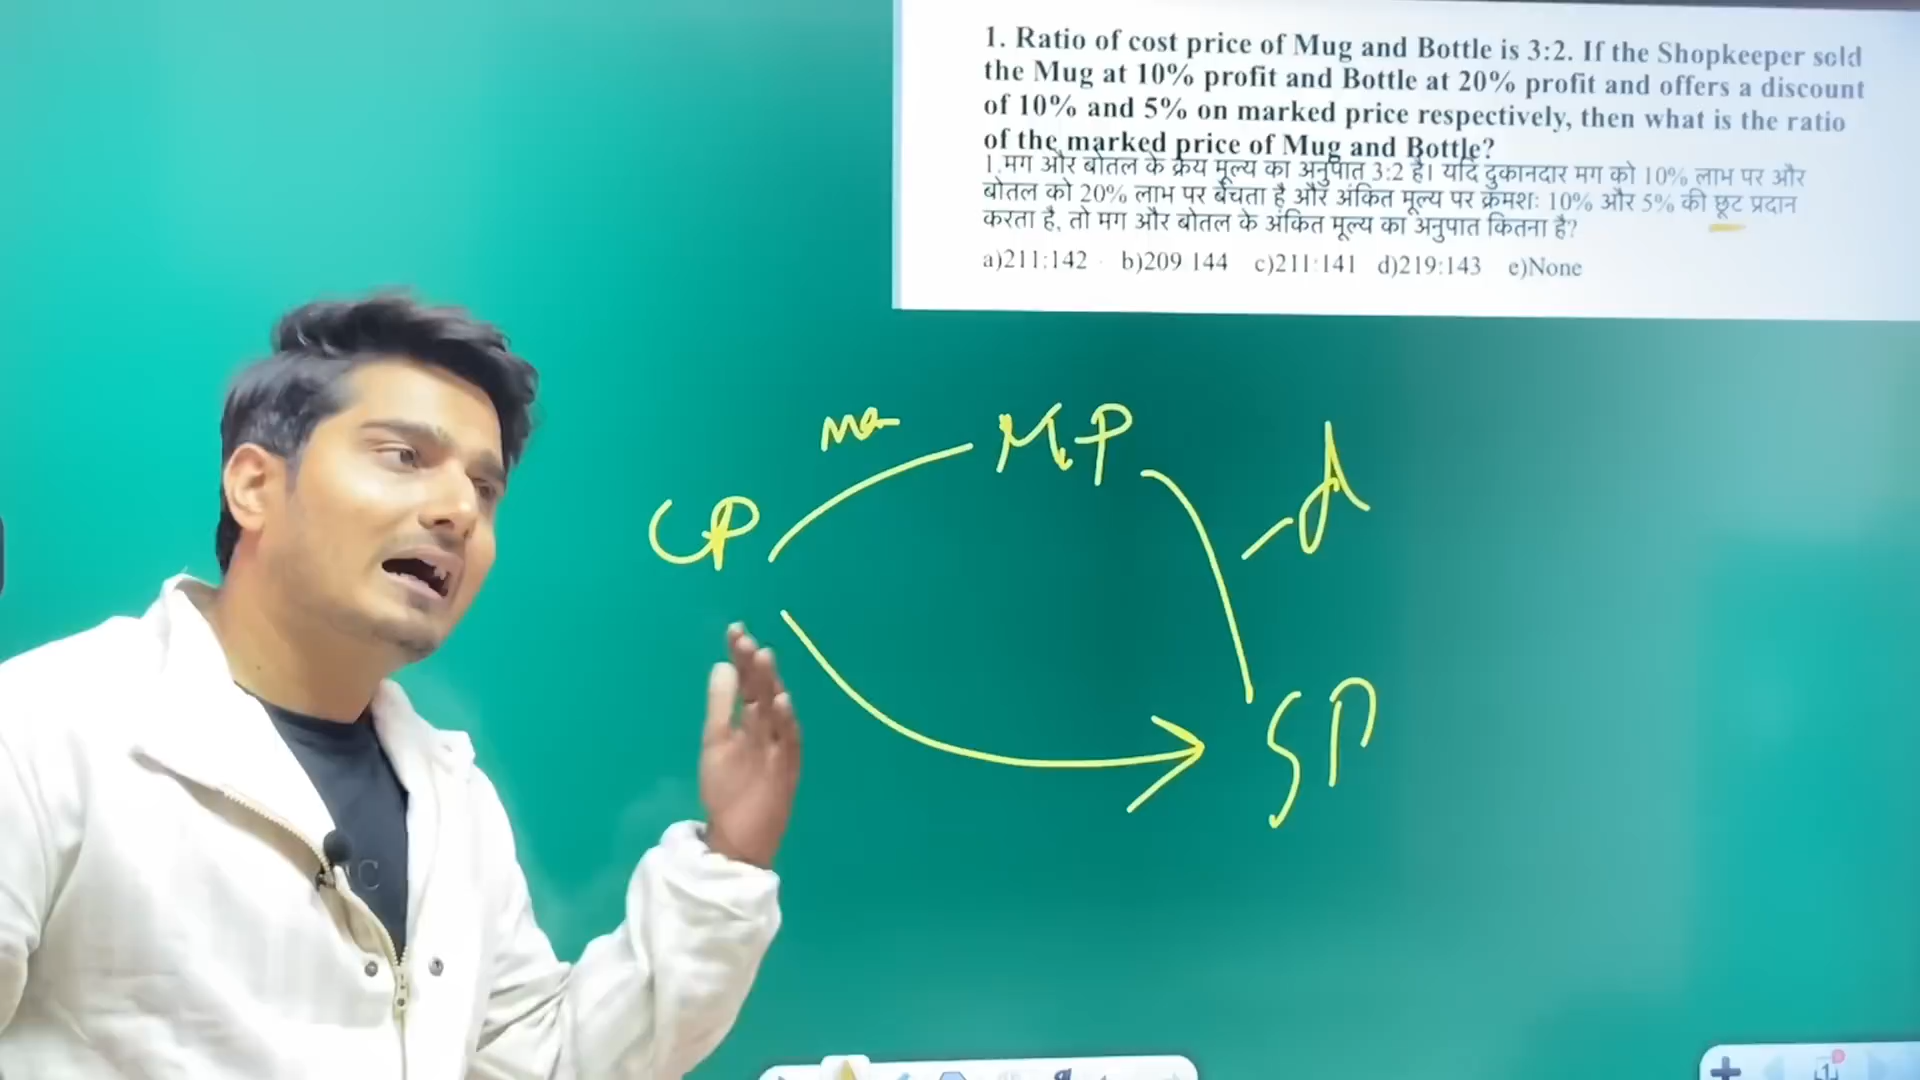 1. Ratio of cost price of Mug and Bottle is 3:2. If the Shopkeeper sold
the Mug at 10% profit and Bottle at 20% profit and offers a discount
of 10% and 5% on marked price respectively, then what is the ratio
of the marked price of Mug and Bottle?
1.मग और बोतल के क्रय मूल्य का अनुपात 3:2 है। यदि दुकानदार मग को 10% लाभ पर और
बोतल को 20% लाभ पर बेचता है और अंकित मूल्य पर क्रमशः 10% और 5% की छूट प्रदान
करता है, तो मग और बोतल के अंकित मूल्य का अनुपात कितना है?
a)211:142 b)209 144 c)211:141 d)219:143 e)None
MP
d
CP
SP
C
1